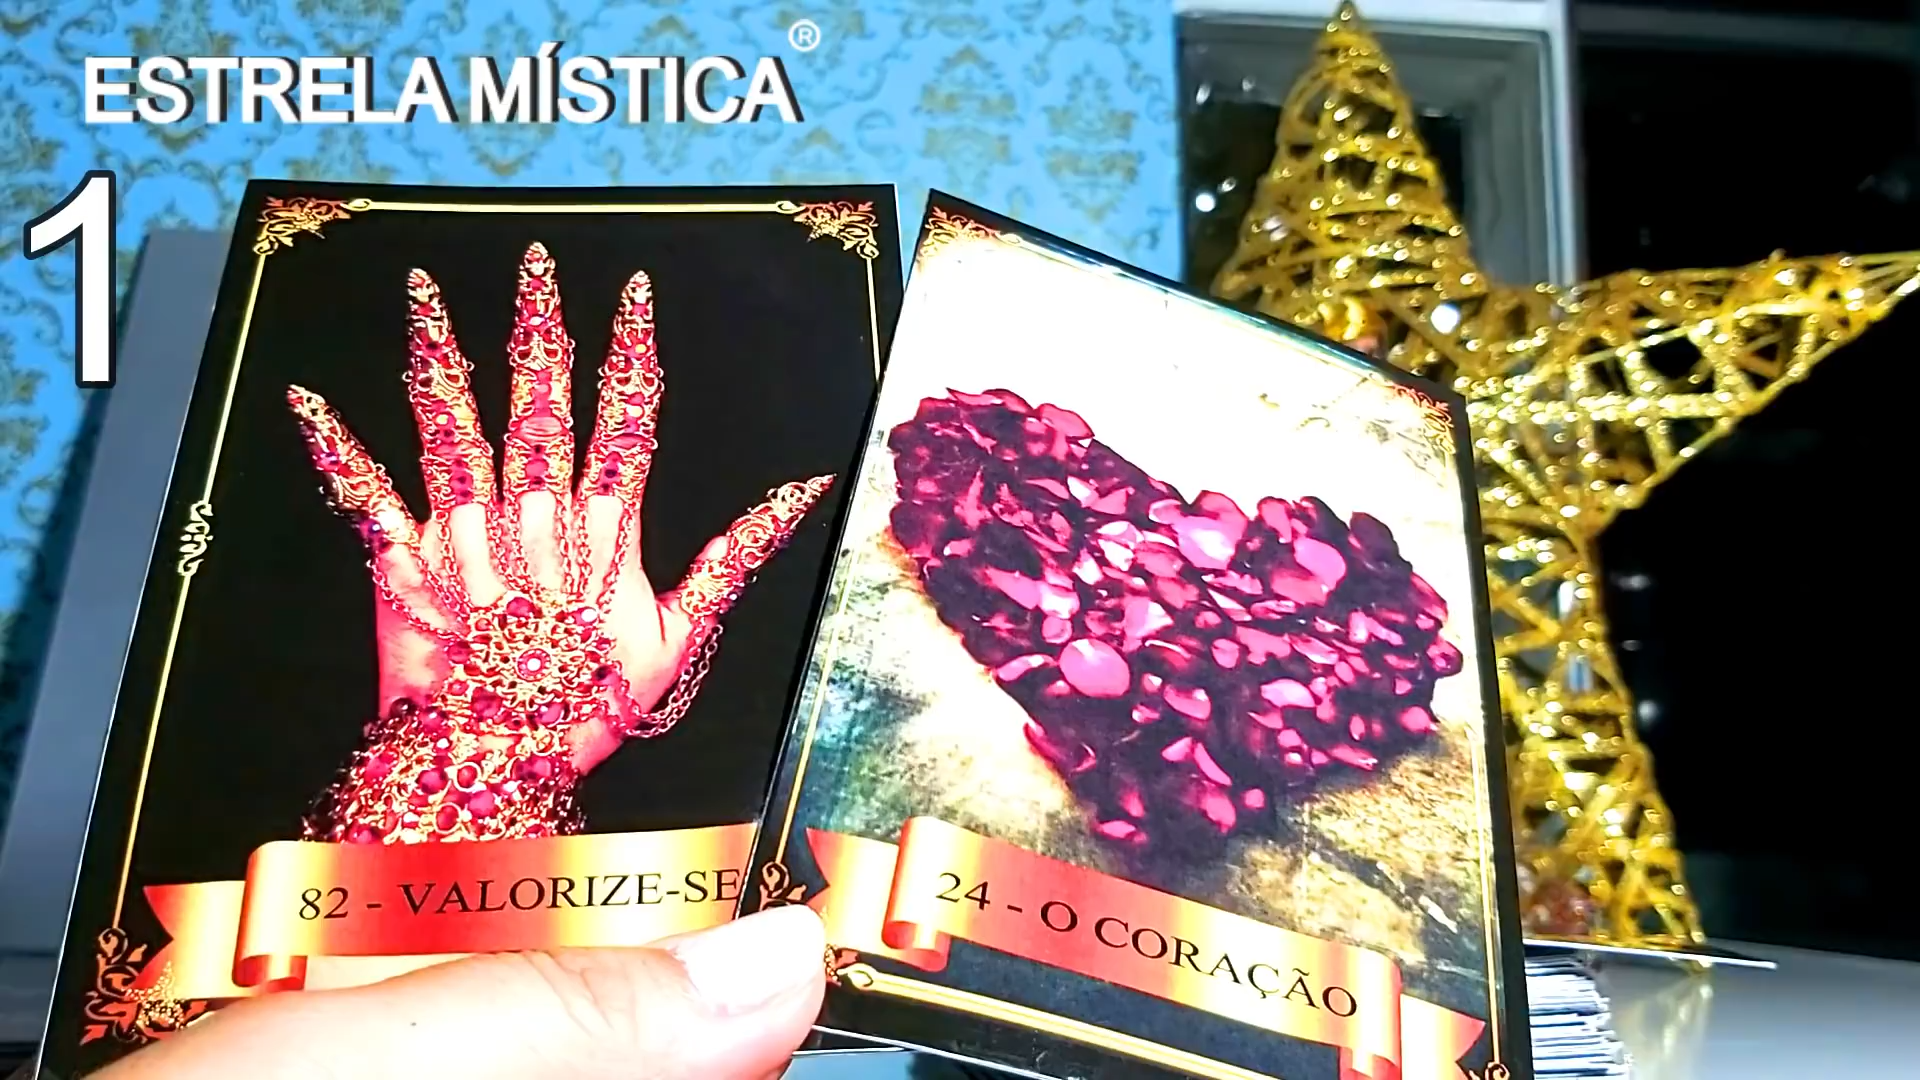 ESTRELA MÍSTICA®
1
82 - VALORIZE-SE
24 - O CORAÇÃO